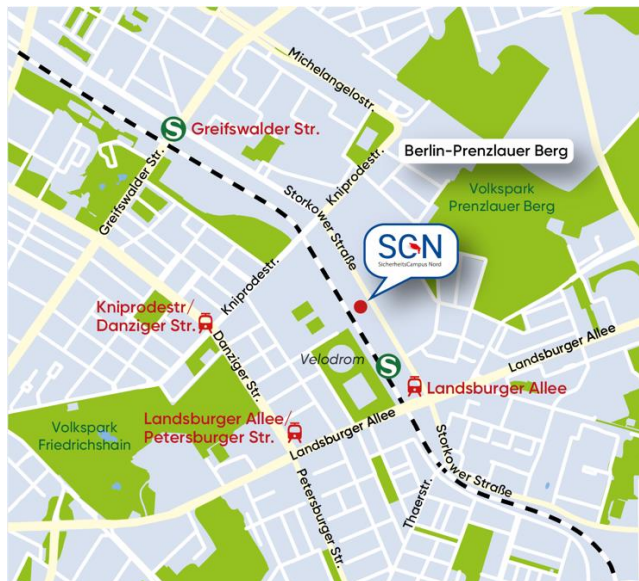 Michelangelostr.
S Greifswalder Str.
Berlin-Prenzlauer Berg
Greifswalder Str.
Kniprodestr.
Storkower Straße
Volkspark
Prenzlauer Berg
SCN
SicherheitsCampus Nord
Kniprodestr.
Kniprodestr/
Danziger Str.
Danziger Str.
Velodrom
S
Landsburger Allee
Landsburger Allee
Landsburger Allee/
Petersburger Str.
Volkspark
Friedrichshain
Landsburger Allee
Storkower Straße
Petersburger Str.
Thaerstr.